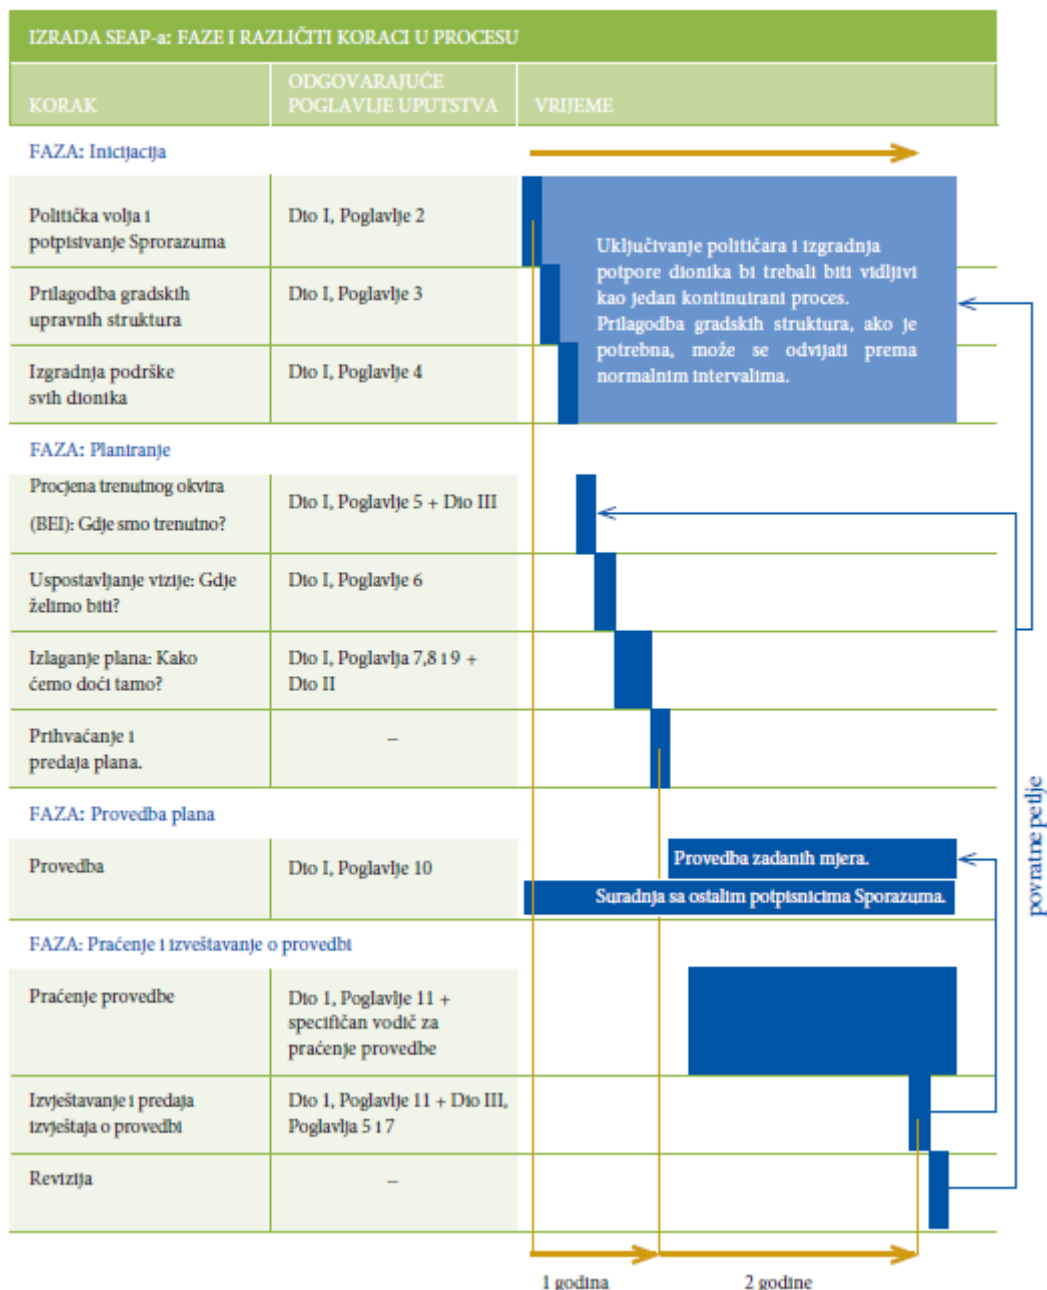 IZRADA SEAP-a: FAZE I RAZLIČITI KORACI U PROCESU
KORAK
ODGOVARAJUĆE
POGLAVLJE UPUTSTVA
VRIJEME
FAZA: Inicijacija
Politička volja i
potpisivanje Sprorazuma
Dio I, Poglavlje 2
Prilagodba gradskih
upravnih struktura
Dio I, Poglavlje 3
Izgradnja podrške
svih dionika
Dio I, Poglavlje 4
Uključivanje političara i izgradnja
potpore dionika bi trebali biti vidljivi
kao jedan kontinuirani proces.
Prilagodba gradskih struktura, ako je
potrebna, može se odvijati prema
normalnim intervalima.
FAZA: Planiranje
Procjena trenutnog okvira
(BEI): Gdje smo trenutno?
Dio I, Poglavlje 5 + Dio III
Uspostavljanje vizije: Gdje
želimo biti?
Dio I, Poglavlje 6
Izlaganje plana: Kako
ćemo doći tamo?
Dio I, Poglavlja 7,8 i 9 +
Dio II
Prihvaćanje i
predaja plana.
–
FAZA: Provedba plana
Provedba
Dio I, Poglavlje 10
Provedba zadanih mjera.
Suradnja sa ostalim potpisnicima Sporazuma.
FAZA: Praćenje i izveštavanje o provedbi
Praćenje provedbe
Dio 1, Poglavlje 11 +
specifičan vodič za
praćenje provedbe
Izvještavanje i predaja
izvještaja o provedbi
Dio 1, Poglavlje 11 + Dio III,
Poglavlja 5 i 7
Revizija
–
povratne petlje
1 godina
2 godine